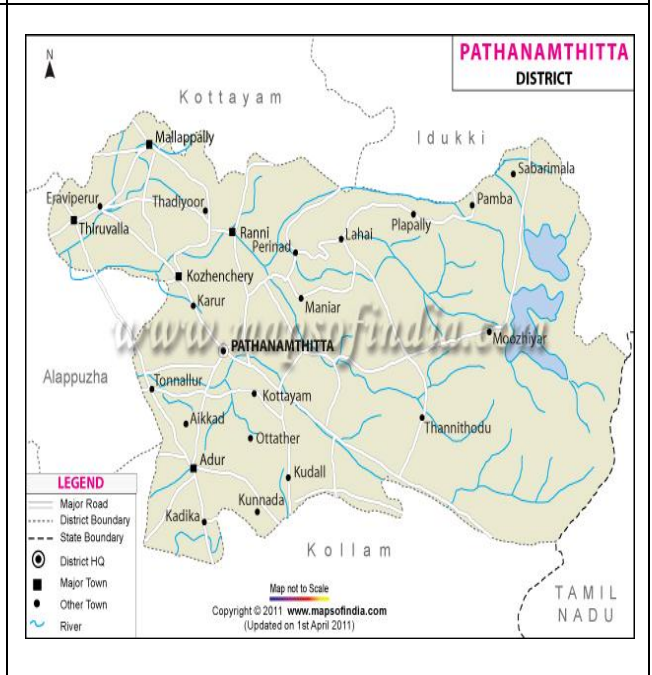 PATHANAMTHITTA
DISTRICT
N
Kottayam
Idukki
Mallappally
Sabarimala
Eraviperur
Thadiyoor
Pamba
Plapally
Thiruvalla
Ranni
Lahai
Perinad
Kozhenchery
Karur
Maniar
www.mapsofindia.com
Moozhiyar
PATHANAMTHITTA
Alappuzha
Tonnallur
Kottayam
Aikkad
Thannithodu
Ottather
Adur
Kudall
Kunnada
Kadika
Kollam
TAMIL
NADU
LEGEND
Major Road
District Boundary
State Boundary
District HQ
Major Town
Other Town
River
Map not to Scale
Copyright © 2011 www.mapsofindia.com
(Updated on 1st April 2011)